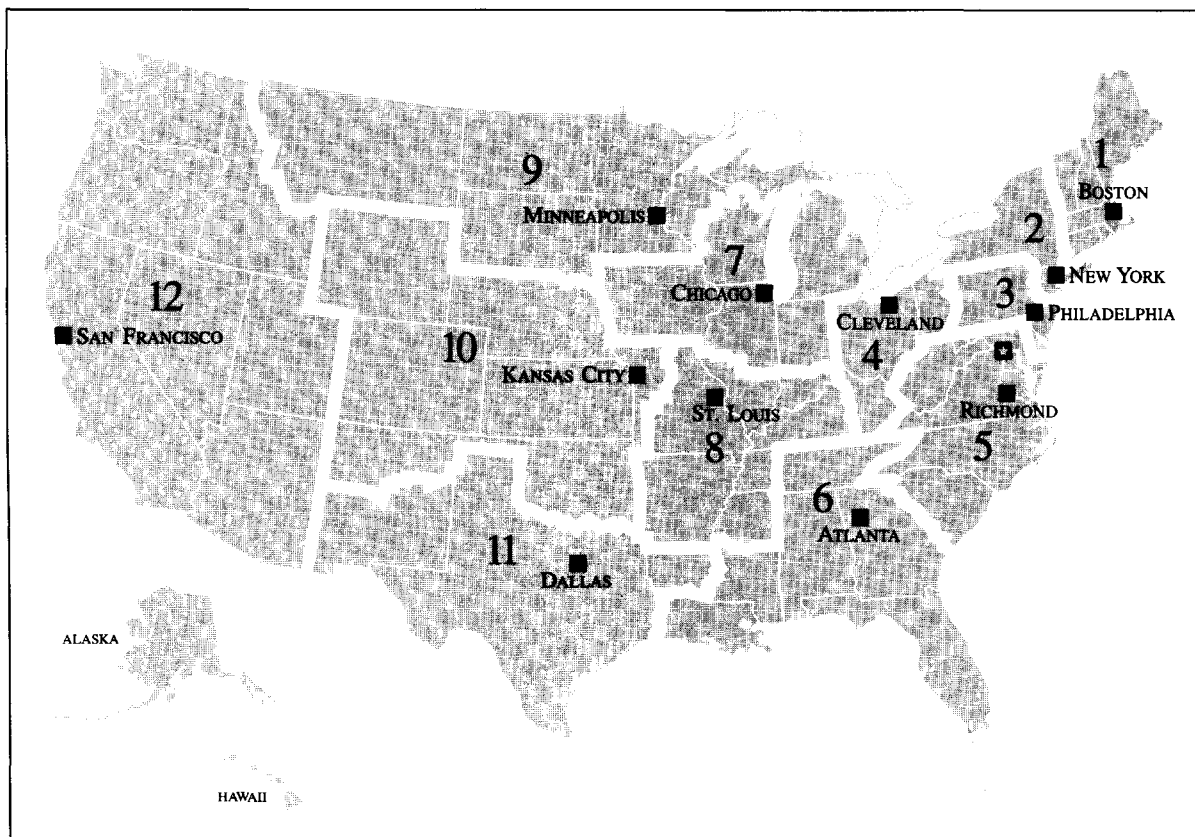 1
BOSTON
9
MINNEAPOLIS
2
7
NEW YORK
12
CHICAGO
3
PHILADELPHIA
CLEVELAND
SAN FRANCISCO
4
10
KANSAS CITY
ST. LOUIS
RICHMOND
8
5
6
ATLANTA
11
DALLAS
ALASKA
HAWAII